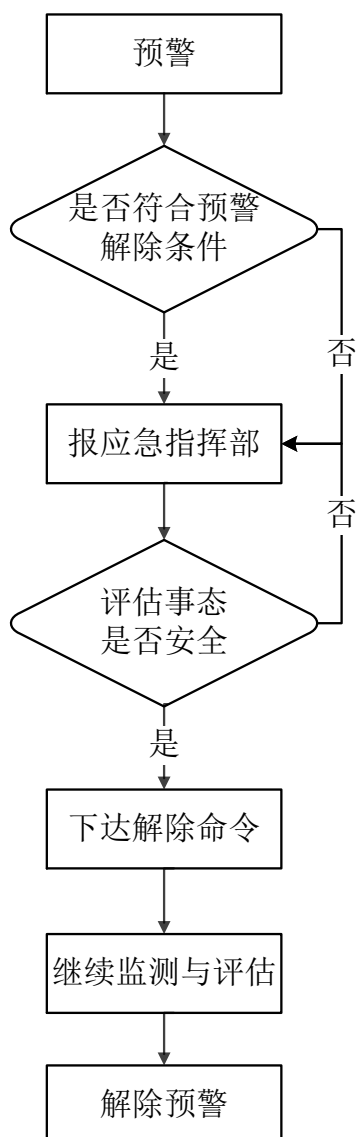 预警
是否符合预警
解除条件
是
否
报应急指挥部
否
评估事态
是否安全
是
下达解除命令
继续监测与评估
解除预警